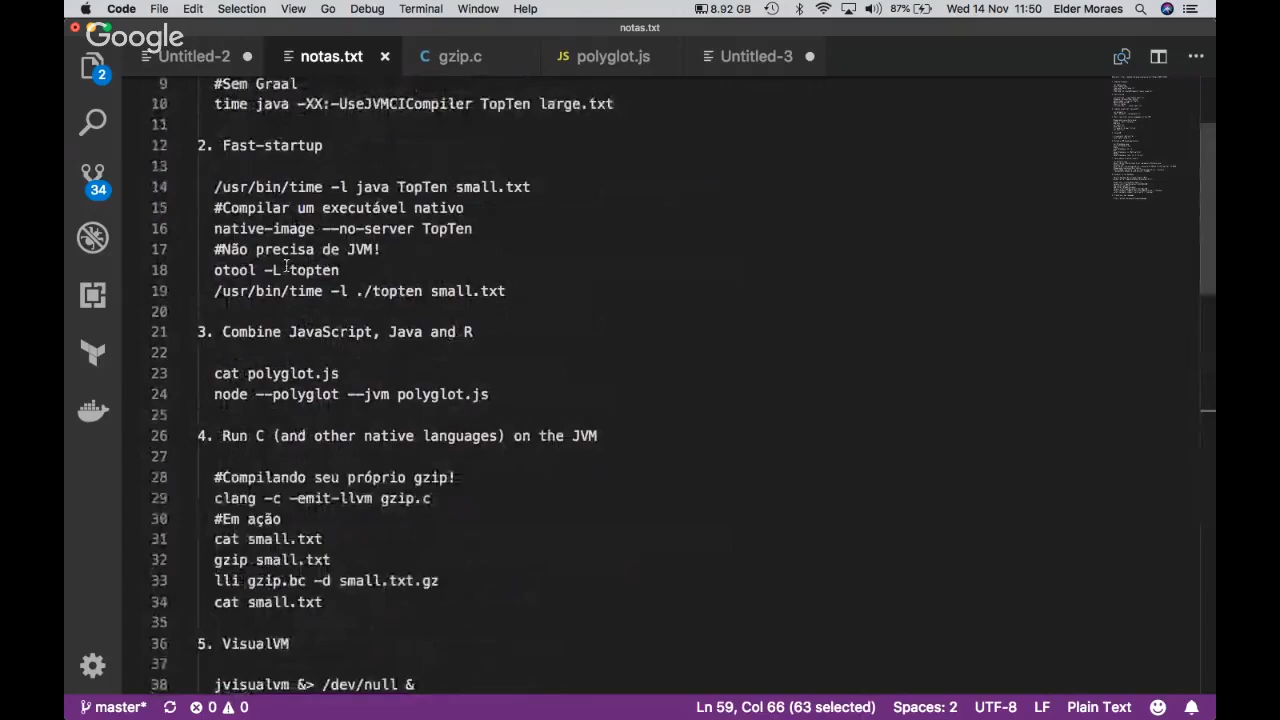 Code File Edit Selection View Go Debug Terminal Window Help 8.92 GB 87% Wed 14 Nov 11:50 Elder Moraes
notas.txt
Google
Untitled-2 notas.txt gzip.c JS polyglot.js Untitled-3
2
34
9 #Sem Graal
10 time java -XX:-UseJVMCICompiler TopTen large.txt
11
12 2. Fast-startup
13
14 /usr/bin/time -l java TopTen small.txt
15 #Compilar um executável nativo
16 native-image --no-server TopTen
17 #Não precisa de JVM!
18 otool -L topten
19 /usr/bin/time -l ./topten small.txt
20
21 3. Combine JavaScript, Java and R
22
23 cat polyglot.js
24 node --polyglot --jvm polyglot.js
25
26 4. Run C (and other native languages) on the JVM
27
28 #Compilando seu próprio gzip!
29 clang -c -emit-llvm gzip.c
30 #Em ação
31 cat small.txt
32 gzip small.txt
33 lli gzip.bc -d small.txt.gz
34 cat small.txt
35
36 5. VisualVM
37
38 jvisualvm &> /dev/null &
master* 0 0 Ln 59, Col 66 (63 selected) Spaces: 2 UTF-8 LF Plain Text